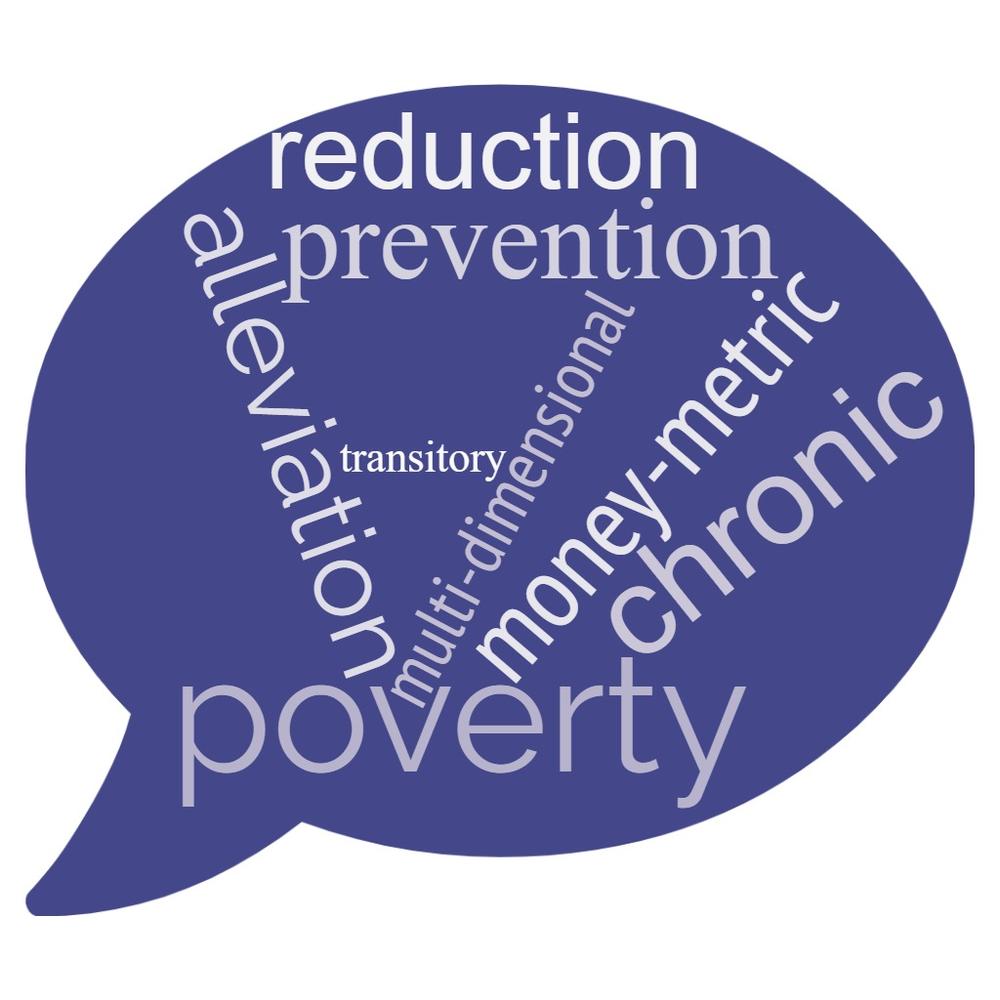 reduction
prevention
alleviation
transitory
multi-dimensional
money-metric
chronic
poverty